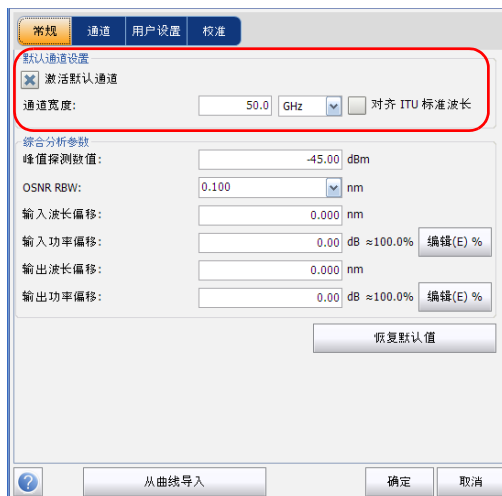 常规 通道 用户设置 校准
默认通道设置
激活默认通道
通道宽度: 50.0 GHz 对齐 ITU 标准波长
综合分析参数
峰值探测数值: -45.00 dBm
OSNR RBW: 0.100 nm
输入波长偏移: 0.000 nm
输入功率偏移: 0.00 dB ≈100.0% 编辑(E) %
输出波长偏移: 0.000 nm
输出功率偏移: 0.00 dB ≈100.0% 编辑(E) %
恢复默认值
? 从曲线导入 确定 取消